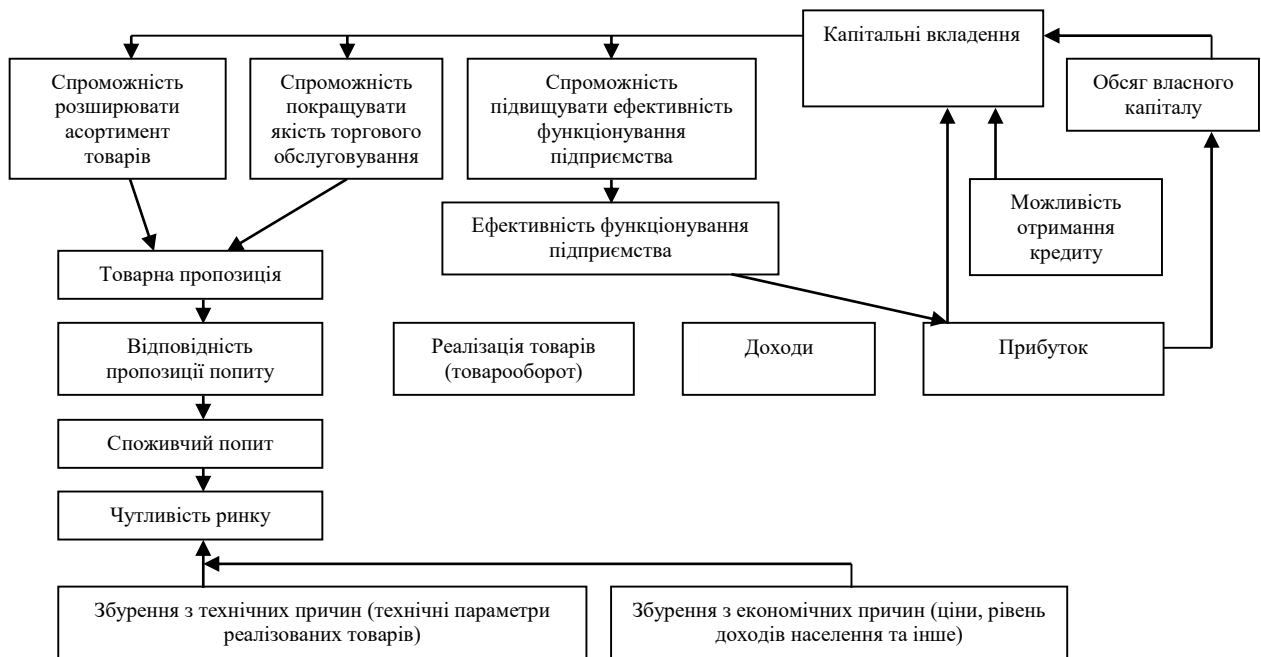 Капітальні вкладення
Спроможність
розширювати
асортимент
товарів
Спроможність
покращувати
якість торгового
обслуговування
Спроможність
підвищувати ефективність
функціонування
підприємства
Обсяг власного
капіталу
Ефективність функціонування
підприємства
Можливість
отримання
кредиту
Товарна пропозиція
Відповідність
пропозиції попиту
Реалізація товарів
(товарооборот)
Доходи
Прибуток
Споживчий попит
Чутливість ринку
Збурення з технічних причин (технічні параметри
реалізованих товарів)
Збурення з економічних причин (ціни, рівень
доходів населення та інше)